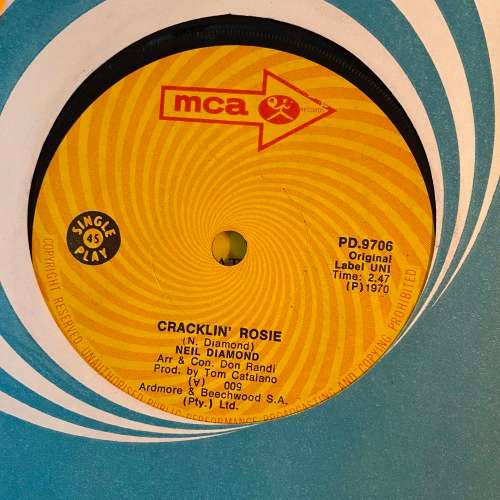 mca
RECORDS
SINGLE
45
PLAY
PD.9706
Original
Label UNI
Time: 2.47
(P)1970
CRACKLIN' ROSIE
(N. Diamond)
NEIL DIAMOND
Arr & Con. Don Randi
Prod. by Tom Catalano
(A) 009
Ardmore & Beechwood S.A.
(Pty.) Ltd.
COPYRIGHT RESERVED UNAUTHORISED PUBLIC PERFORMANCE BROADCASTING AND COPYING PROHIBITED